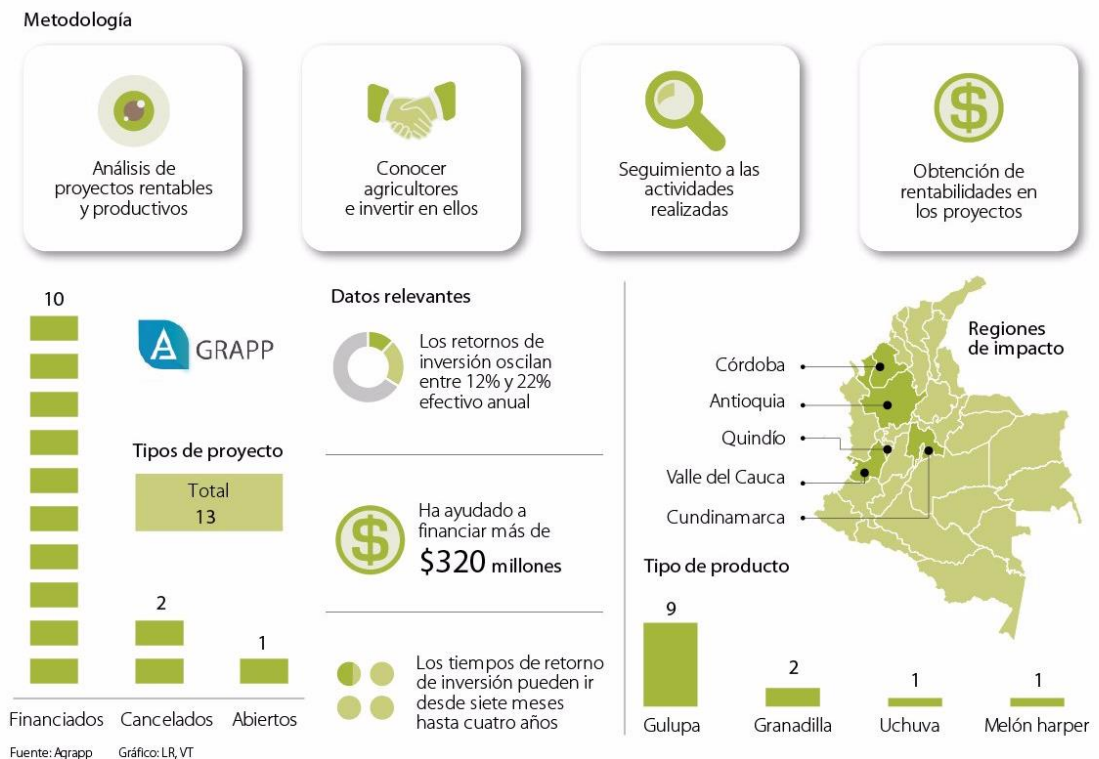 Metodología
Análisis de
proyectos rentables
y productivos
Conocer
agricultores
e invertir en ellos
Seguimiento a las
actividades
realizadas
Obtención de
rentabilidades en
los proyectos
10
2
1
Financiados
Cancelados
Abiertos
A GRAPP
Tipos de proyecto
Total
13
Datos relevantes
Los retornos de
inversión oscilan
entre 12% y 22%
efectivo anual
Ha ayudado a
financiar más de
$320 millones
Los tiempos de retorno
de inversión pueden ir
desde siete meses
hasta cuatro años
Regiones
de impacto
Córdoba
Antioquia
Quindío
Valle del Cauca
Cundinamarca
Tipo de producto
9
2
1
1
Gulupa
Granadilla
Uchuva
Melón harper
Fuente: Agrapp Gráfico: LR, VT